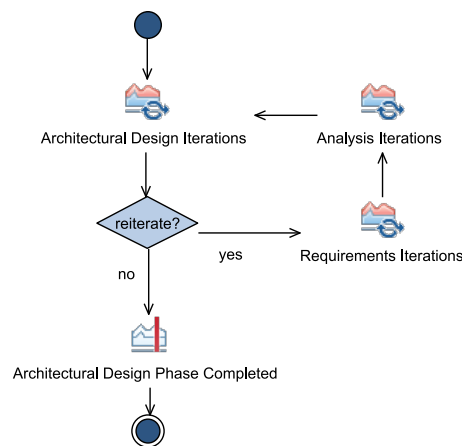 Architectural Design Iterations
Analysis Iterations
reiterate?
yes
Requirements Iterations
no
Architectural Design Phase Completed